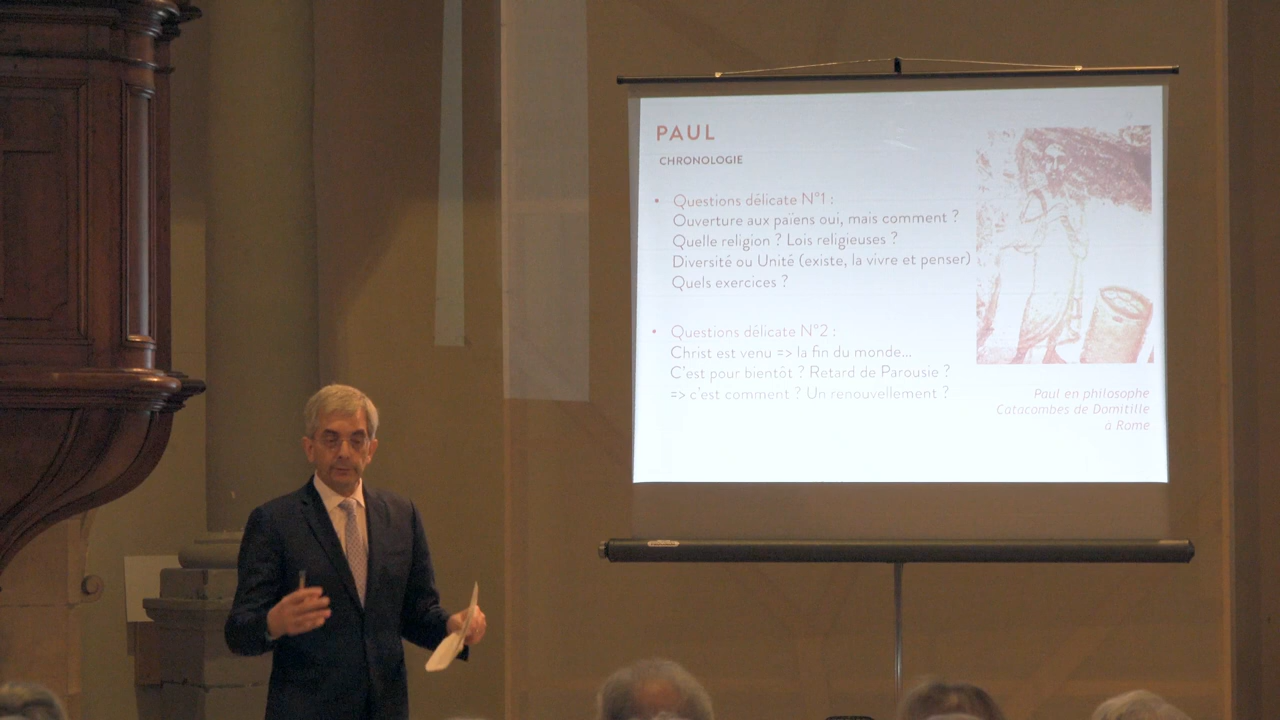 PAUL
CHRONOLOGIE
• Questions délicate N°1 :
Ouverture aux païens oui, mais comment ?
Quelle religion ? Lois religieuses ?
Diversité ou Unité (existe, la vivre et penser)
Quels exercices ?
• Questions délicate N°2 :
Christ est venu => la fin du monde...
C'est pour bientôt ? Retard de Parousie ?
=> c'est comment ? Un renouvellement ?
Paul en philosophe
Catacombes de Domitille
à Rome